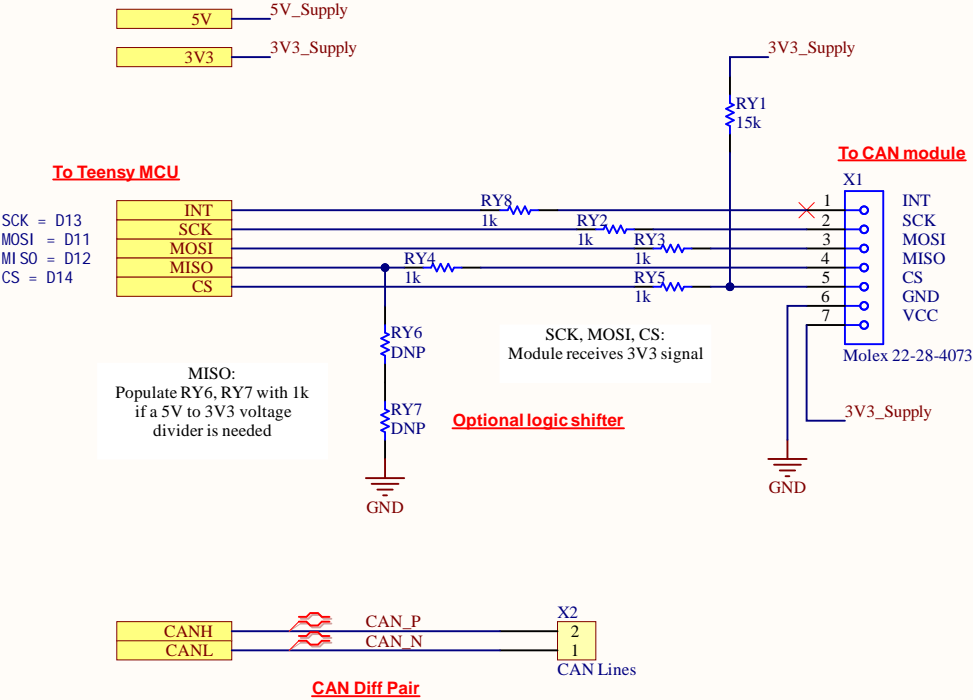 5V
5V_Supply
3V3
3V3_Supply
3V3_Supply
RY1
15k
To Teensy MCU
To CAN module
X1
SCK = D13
MOSI = D11
MISO = D12
CS = D14
INT
SCK
MOSI
MISO
CS
RY8
1k
RY2
1k
RY3
1k
RY4
1k
RY5
1k
1
2
3
4
5
6
7
INT
SCK
MOSI
MISO
CS
GND
VCC
Molex 22-28-4073
RY6
DNP
RY7
DNP
GND
SCK, MOSI, CS:
Module receives 3V3 signal
MISO:
Populate RY6, RY7 with 1k
if a 5V to 3V3 voltage
divider is needed
Optional logic shifter
3V3_Supply
GND
CANH
CANL
CAN_P
CAN_N
X2
2
1
CAN Lines
CAN Diff Pair